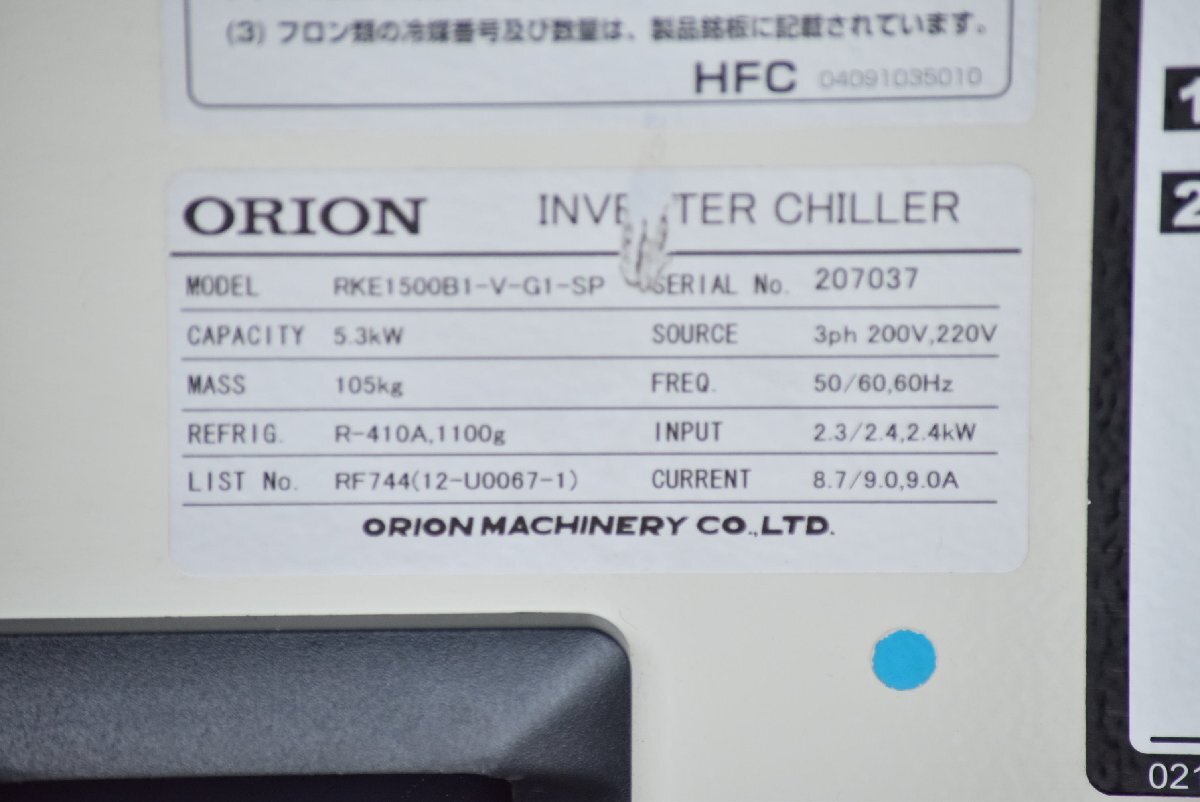 (3) フロン類の冷媒番号及び数量は、製品銘板に記載されています。
HFC 04091035010
ORION INVERTER CHILLER
MODEL RKE1500B1-V-G1-SP SERIAL No. 207037
CAPACITY 5.3kW SOURCE 3ph 200V,220V
MASS 105kg FREQ. 50/60,60Hz
REFRIG. R-410A,1100g INPUT 2.3/2.4,2.4kW
LIST No. RF744(12-U0067-1) CURRENT 8.7/9.0,9.0A
ORION MACHINERY CO.,LTD.
1
2
021